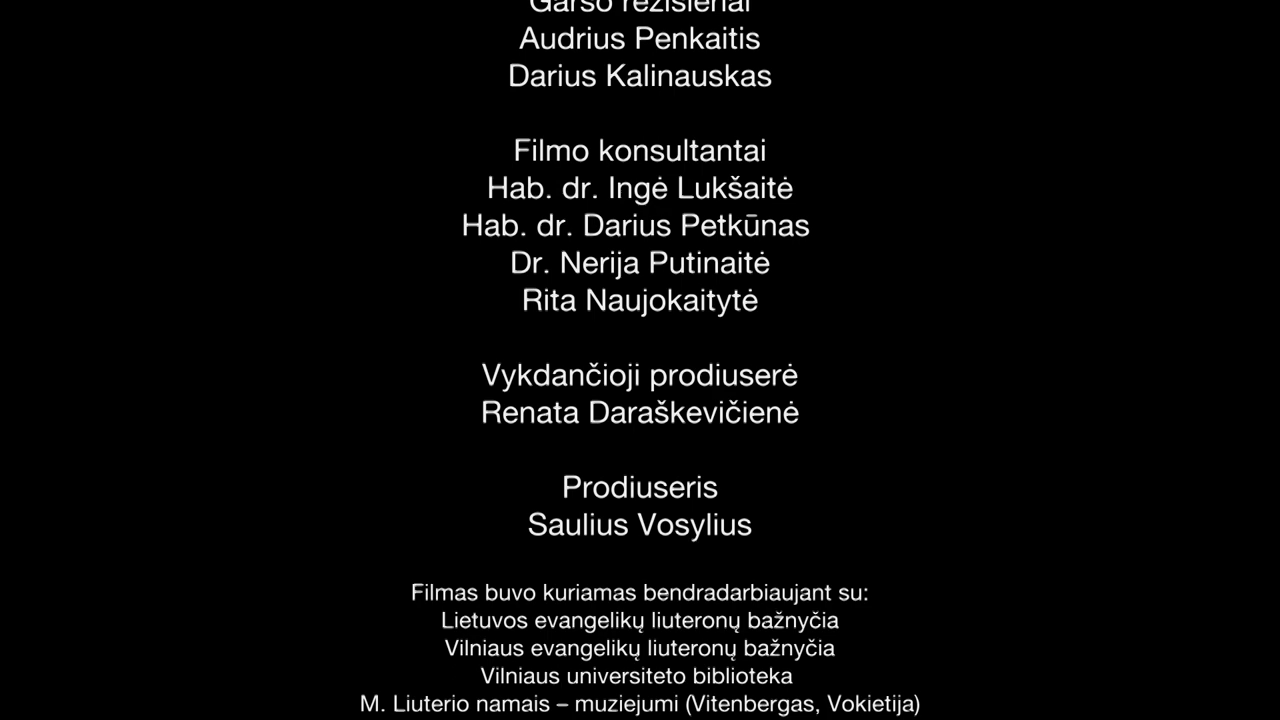 Garso režisieriai
Audrius Penkaitis
Darius Kalinauskas
Filmo konsultantai
Hab. dr. Ingė Lukšaitė
Hab. dr. Darius Petkūnas
Dr. Nerija Putinaitė
Rita Naujokaitytė
Vykdančioji prodiuserė
Renata Daraškevičienė
Prodiuseris
Saulius Vosylius
Filmas buvo kuriamas bendradarbiaujant su:
Lietuvos evangelikų liuteronų bažnyčia
Vilniaus evangelikų liuteronų bažnyčia
Vilniaus universiteto biblioteka
M. Liuterio namais – muziejumi (Vitenbergas, Vokietija)